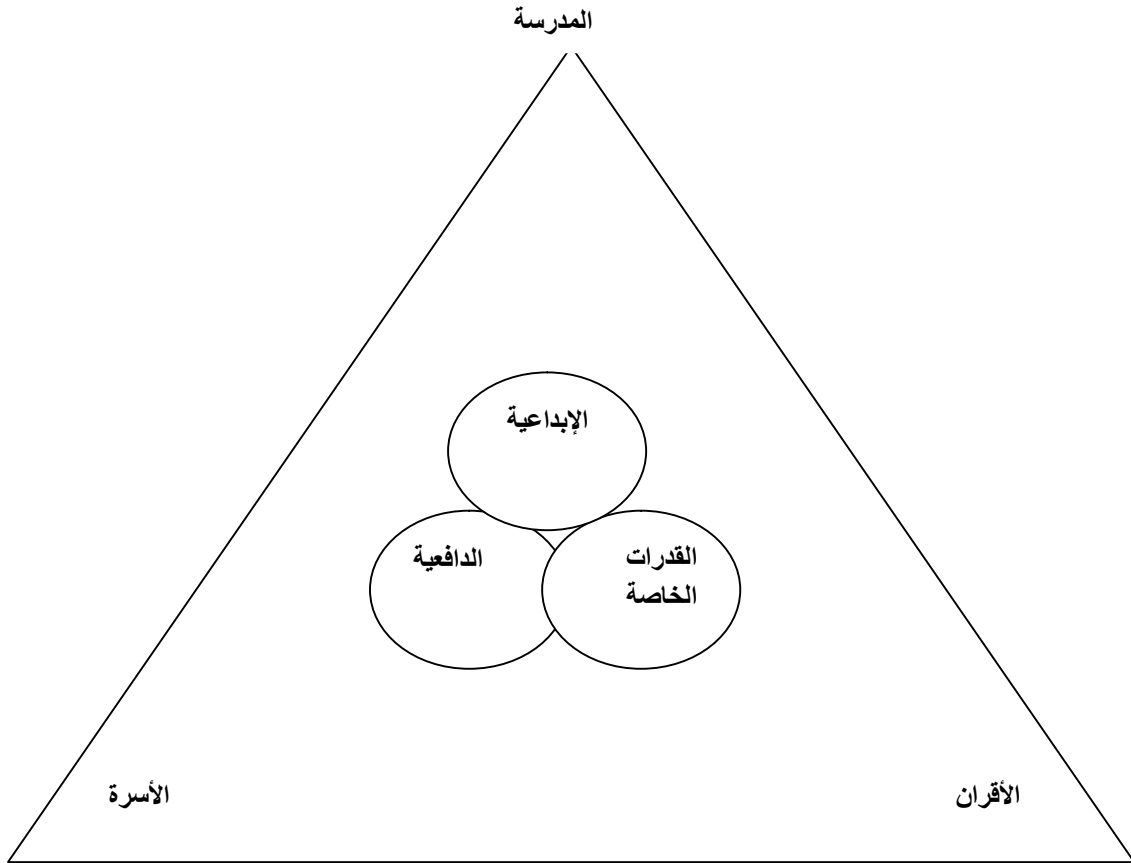 المدرسة
الإبداعية
القدرات
الخاصة
الدافعية
الأقران
الأسرة